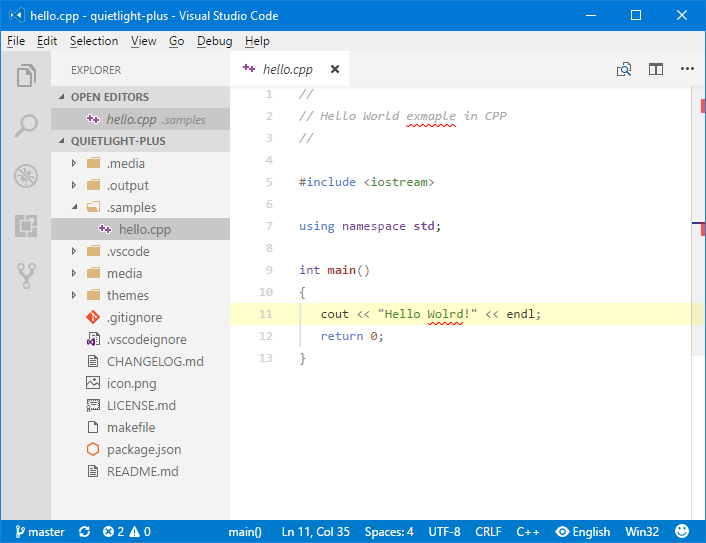 hello.cpp - quietlight-plus - Visual Studio Code
File Edit Selection View Go Debug Help
EXPLORER
OPEN EDITORS
hello.cpp .samples
QUIETLIGHT-PLUS
.media
.output
.samples
hello.cpp
.vscode
media
themes
.gitignore
.vscodeignore
CHANGELOG.md
icon.png
LICENSE.md
makefile
package.json
README.md
hello.cpp
1 //
2 // Hello World exmaple in CPP
3 //
4
5 #include <iostream>
6
7 using namespace std;
8
9 int main()
10 {
11 cout << "Hello Wolrd!" << endl;
12 return 0;
13 }
master 2 0 main() Ln 11, Col 35 Spaces: 4 UTF-8 CRLF C++ English Win32